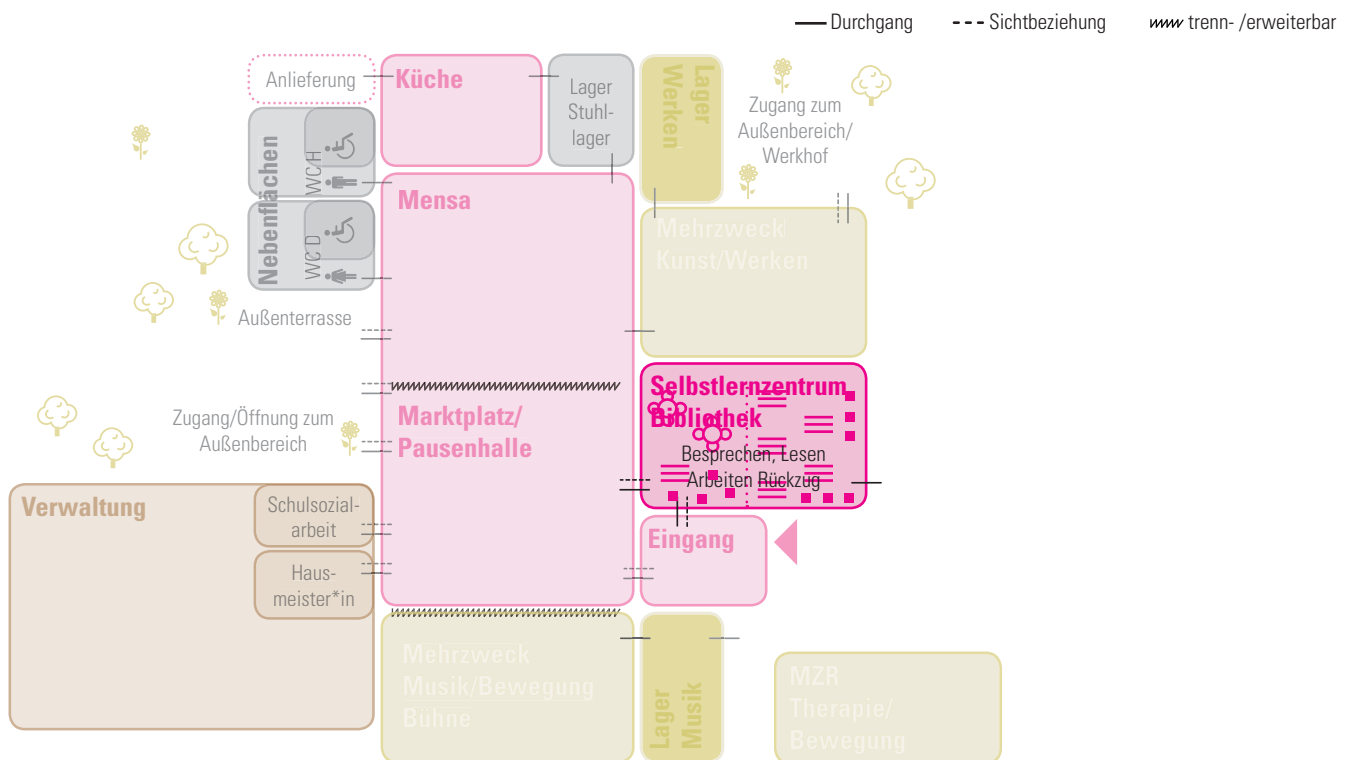 Durchgang
Sichtbeziehung
trenn- /erweiterbar
Anlieferung
Küche
Lager
Stuhl-
lager
Lager
Werken
Zugang zum
Außenbereich/
Werkhof
Nebenflächen
WC H
WC D
Mensa
Mehrzweck
Kunst/Werken
Außenterrasse
Zugang/Öffnung zum
Außenbereich
Marktplatz/
Pausenhalle
Selbstlernzentrum
Bibliothek
Besprechen, Lesen
Arbeiten Rückzug
Verwaltung
Schulsozial-
arbeit
Haus-
meister*in
Eingang
Mehrzweck
Musik/Bewegung
Bühne
Lager
Musik
MZR
Therapie/
Bewegung